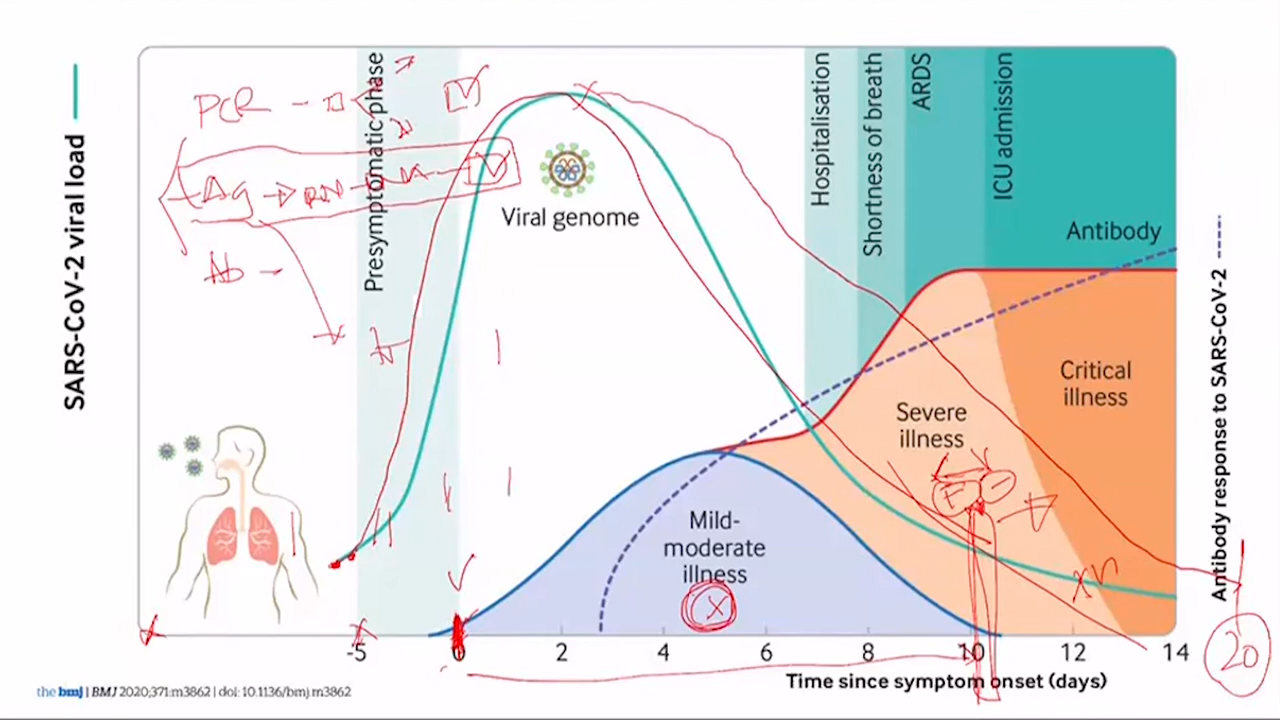 SARS-CoV-2 viral load
PCR -
Ag → 
Ab -
Presymptomatic phase
Viral genome
Hospitalisation
Shortness of breath
ARDS
ICU admission
Antibody
Critical
illness
Severe
illness
Mild-
moderate
illness
Antibody response to SARS-CoV-2
-5 0 2 4 6 8 10 12 14
20
Time since symptom onset (days)
the bmj | BMJ 2020;371:m3862 | doi: 10.1136/bmj.m3862